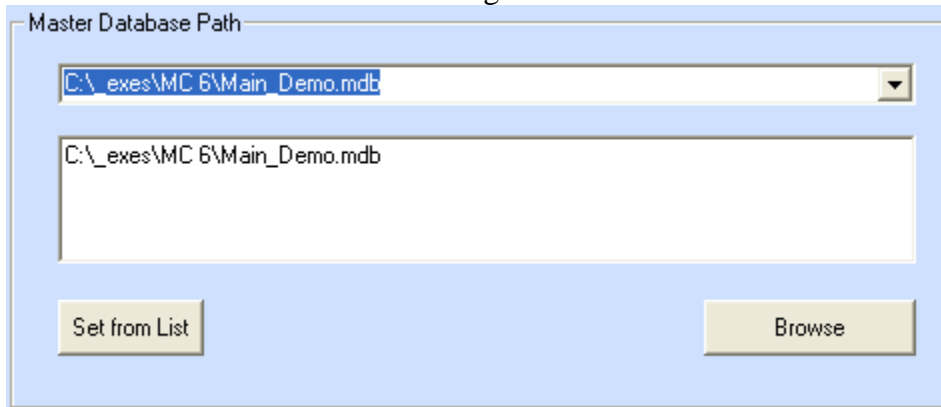 Master Database Path
C:\_exes\MC 6\Main_Demo.mdb
C:\_exes\MC 6\Main_Demo.mdb
Set from List
Browse